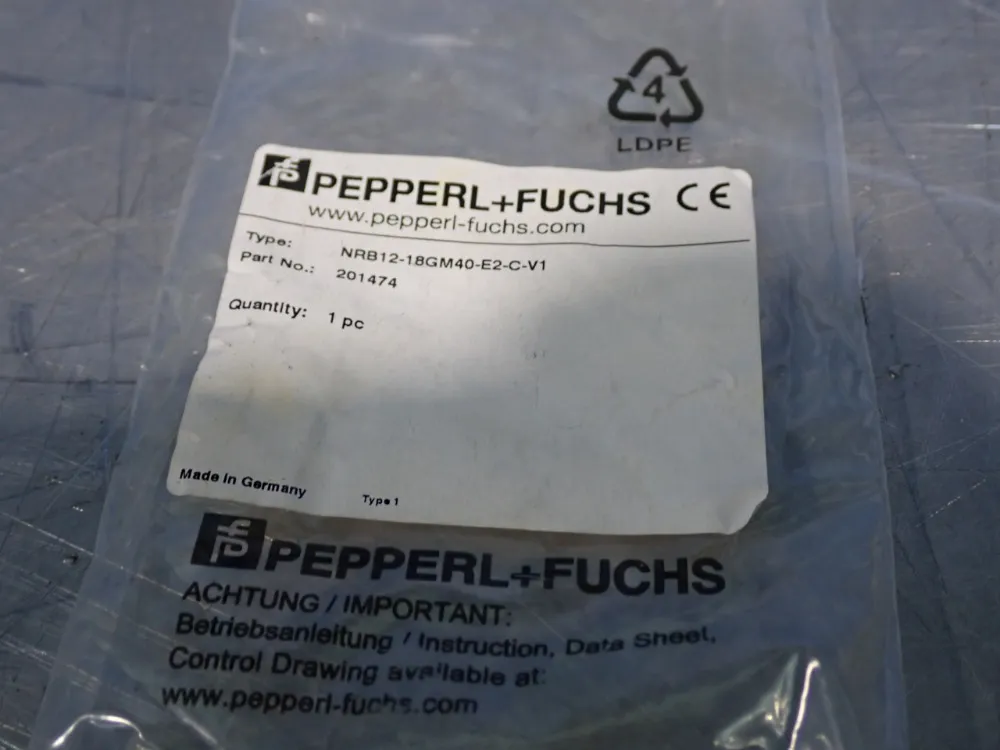 4
LDPE
PEPPERL+FUCHS CE
www.pepperl-fuchs.com
Type: NRB12-18GM40-E2-C-V1
Part No.: 201474
Quantity: 1 pc
Made in Germany Type 1
PEPPERL+FUCHS
ACHTUNG / IMPORTANT:
Betriebsanleitung / Instruction, Data Sheet,
Control Drawing available at:
www.pepperl-fuchs.com